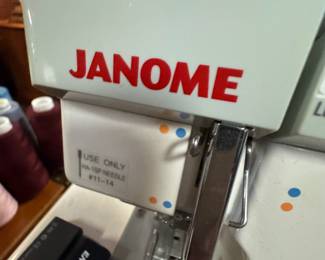 JANOME
USE ONLY
HA-1SP NEEDLE
#11-14